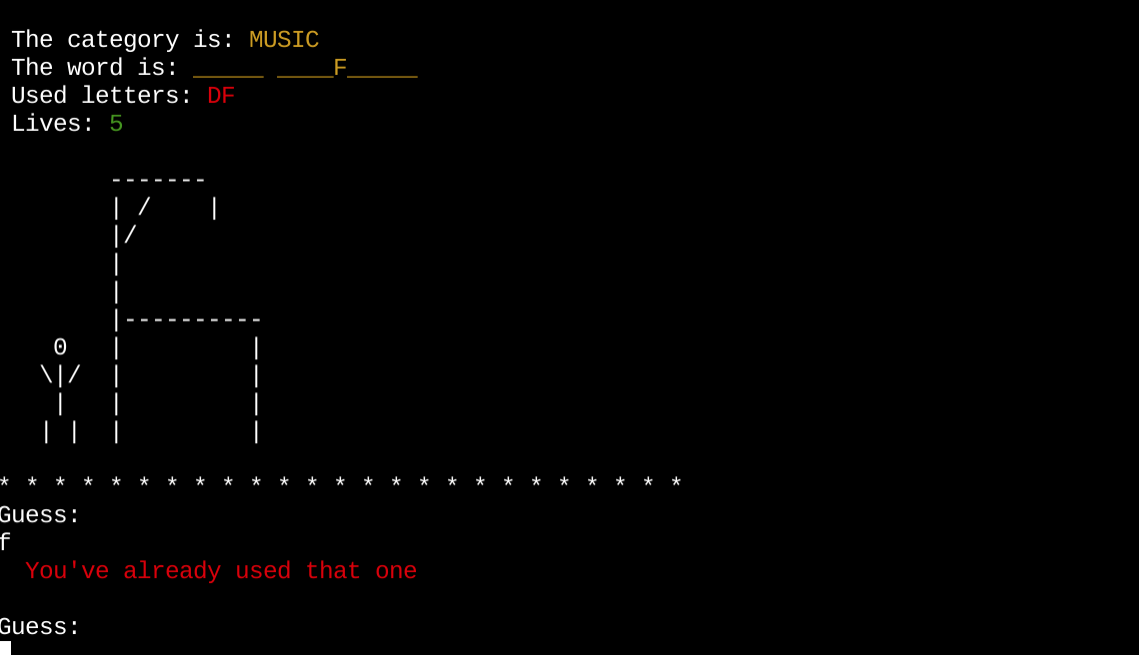 The category is: MUSIC
The word is: _____ ____F_____
Used letters: DF
Lives: 5
        -------
        | /    |
        |/
        |
        |
        |----------
    0   |         |
   \|/  |         |
    |   |         |
   | |  |         |
* * * * * * * * * * * * * * * * * * * * * * * * *
Guess:
f
You've already used that one
Guess: